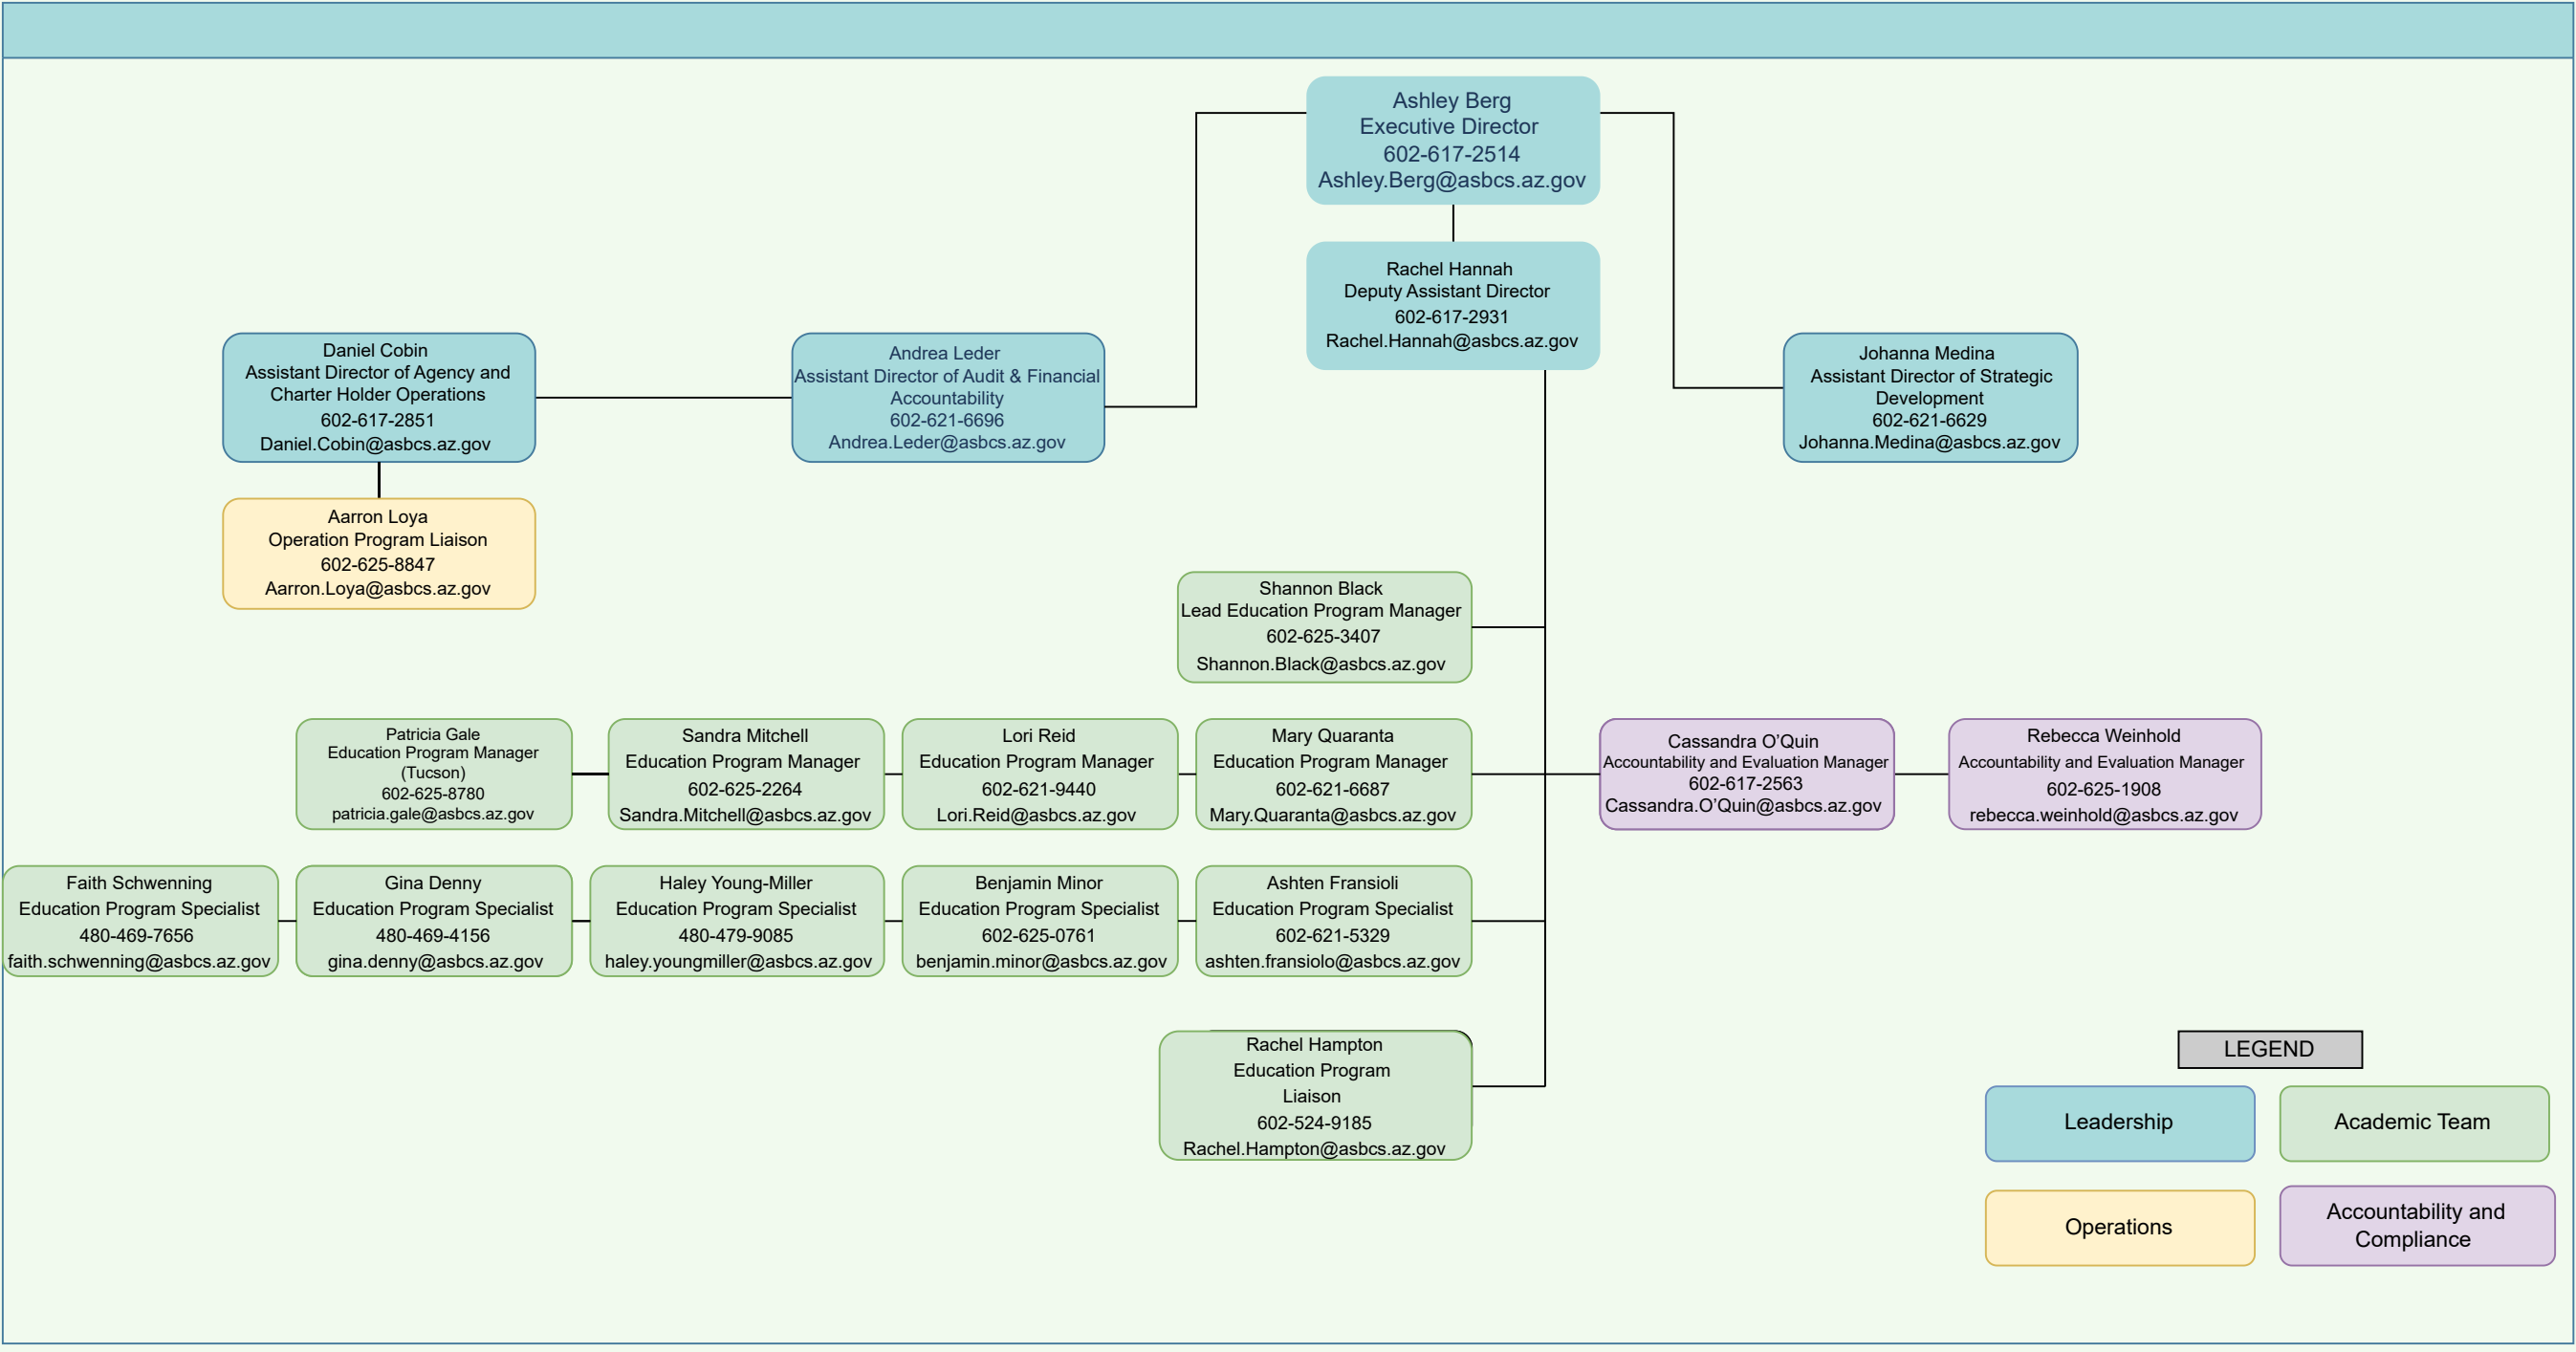 Ashley Berg
Executive Director
602-617-2514
Ashley.Berg@asbcs.az.gov
Rachel Hannah
Deputy Assistant Director
602-617-2931
Rachel.Hannah@asbcs.az.gov
Daniel Cobin
Assistant Director of Agency and
Charter Holder Operations
602-617-2851
Daniel.Cobin@asbcs.az.gov
Andrea Leder
Assistant Director of Audit & Financial
Accountability
602-621-6696
Andrea.Leder@asbcs.az.gov
Johanna Medina
Assistant Director of Strategic
Development
602-621-6629
Johanna.Medina@asbcs.az.gov
Aarron Loya
Operation Program Liaison
602-625-8847
Aarron.Loya@asbcs.az.gov
Shannon Black
Lead Education Program Manager
602-625-3407
Shannon.Black@asbcs.az.gov
Patricia Gale
Education Program Manager
(Tucson)
602-625-8780
patricia.gale@asbcs.az.gov
Sandra Mitchell
Education Program Manager
602-625-2264
Sandra.Mitchell@asbcs.az.gov
Lori Reid
Education Program Manager
602-621-9440
Lori.Reid@asbcs.az.gov
Mary Quaranta
Education Program Manager
602-621-6687
Mary.Quaranta@asbcs.az.gov
Cassandra O’Quin
Accountability and Evaluation Manager
602-617-2563
Cassandra.O’Quin@asbcs.az.gov
Rebecca Weinhold
Accountability and Evaluation Manager
602-625-1908
rebecca.weinhold@asbcs.az.gov
Faith Schwenning
Education Program Specialist
480-469-7656
faith.schwenning@asbcs.az.gov
Gina Denny
Education Program Specialist
480-469-4156
gina.denny@asbcs.az.gov
Haley Young-Miller
Education Program Specialist
480-479-9085
haley.youngmiller@asbcs.az.gov
Benjamin Minor
Education Program Specialist
602-625-0761
benjamin.minor@asbcs.az.gov
Ashten Fransioli
Education Program Specialist
602-621-5329
ashten.fransiolo@asbcs.az.gov
Rachel Hampton
Education Program
Liaison
602-524-9185
Rachel.Hampton@asbcs.az.gov
LEGEND
Leadership
Academic Team
Operations
Accountability and
Compliance